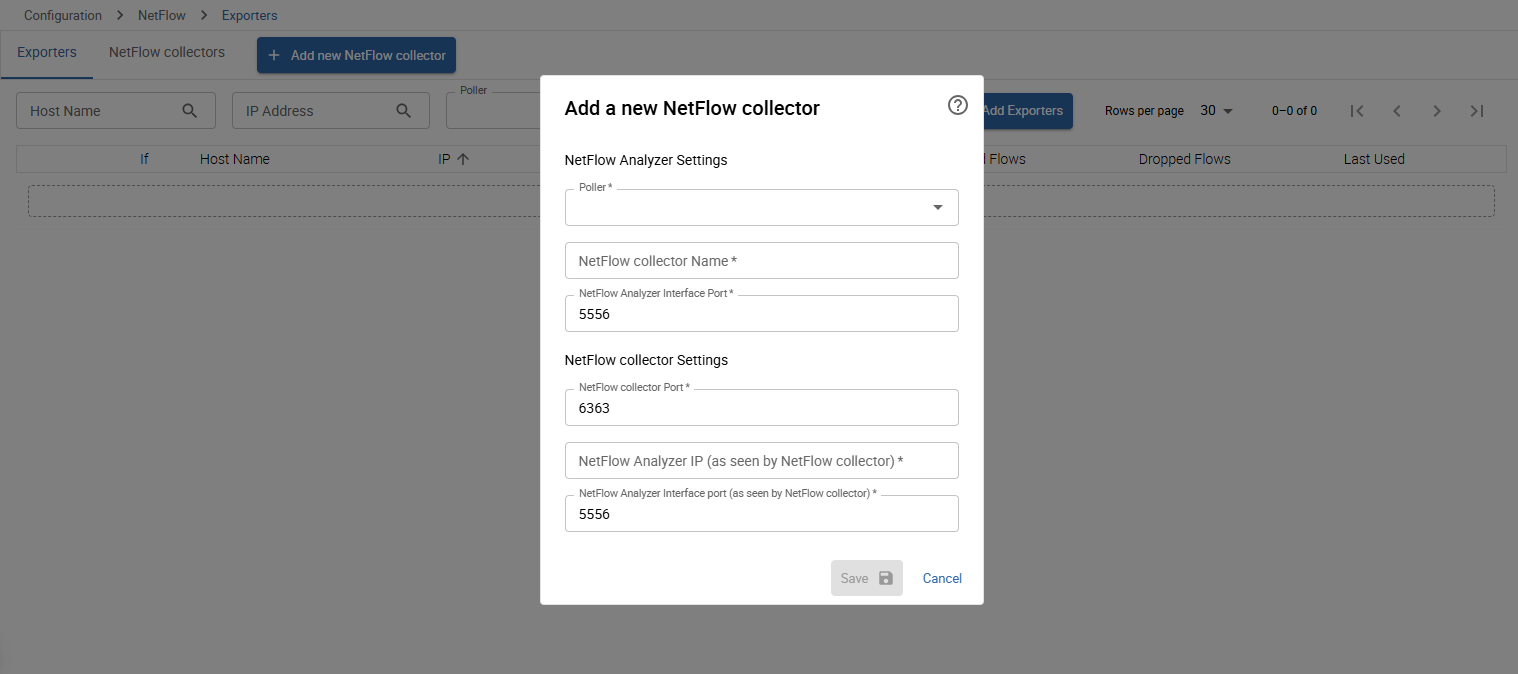 Configuration > NetFlow > Exporters
Exporters NetFlow collectors + Add new NetFlow collector
Host Name IP Address Poller Add Exporters Rows per page 30 0–0 of 0
If Host Name IP Flows Dropped Flows Last Used
Add a new NetFlow collector
NetFlow Analyzer Settings
Poller *
NetFlow collector Name *
NetFlow Analyzer Interface Port *
5556
NetFlow collector Settings
NetFlow collector Port *
6363
NetFlow Analyzer IP (as seen by NetFlow collector) *
NetFlow Analyzer Interface port (as seen by NetFlow collector) *
5556
Save Cancel